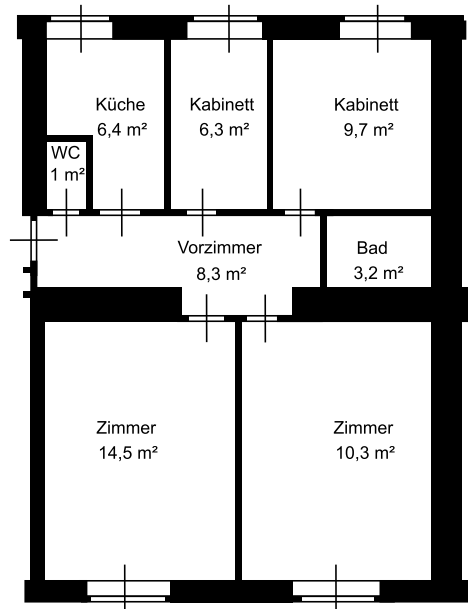 Küche
6,4 m²
Kabinett
6,3 m²
Kabinett
9,7 m²
WC
1 m²
Vorzimmer
8,3 m²
Bad
3,2 m²
Zimmer
14,5 m²
Zimmer
10,3 m²